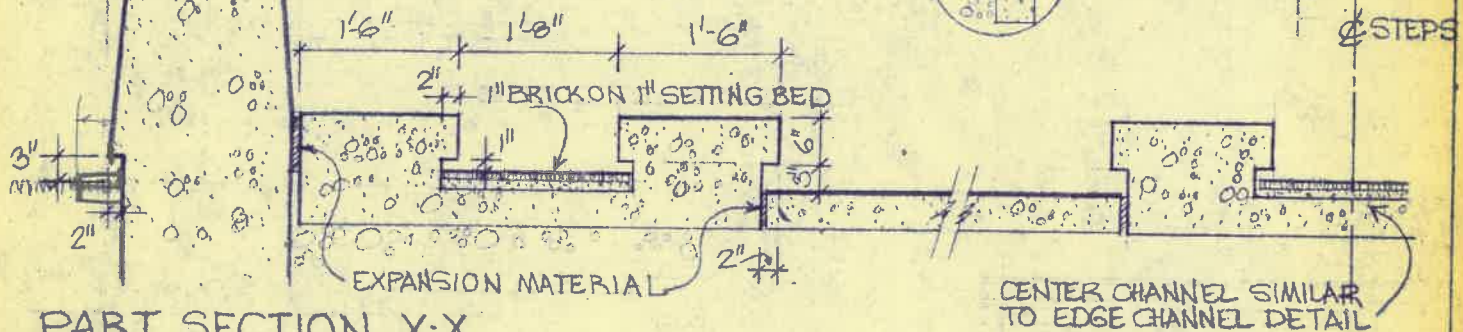 1'-6" 1'-8" 1'-6"
℄ STEPS
2" 1" BRICK ON 1" SETTING BED
3" 1" 6"
3"
2" 2"
EXPANSION MATERIAL
CENTER CHANNEL SIMILAR
TO EDGE CHANNEL DETAIL
PART SECTION X-X